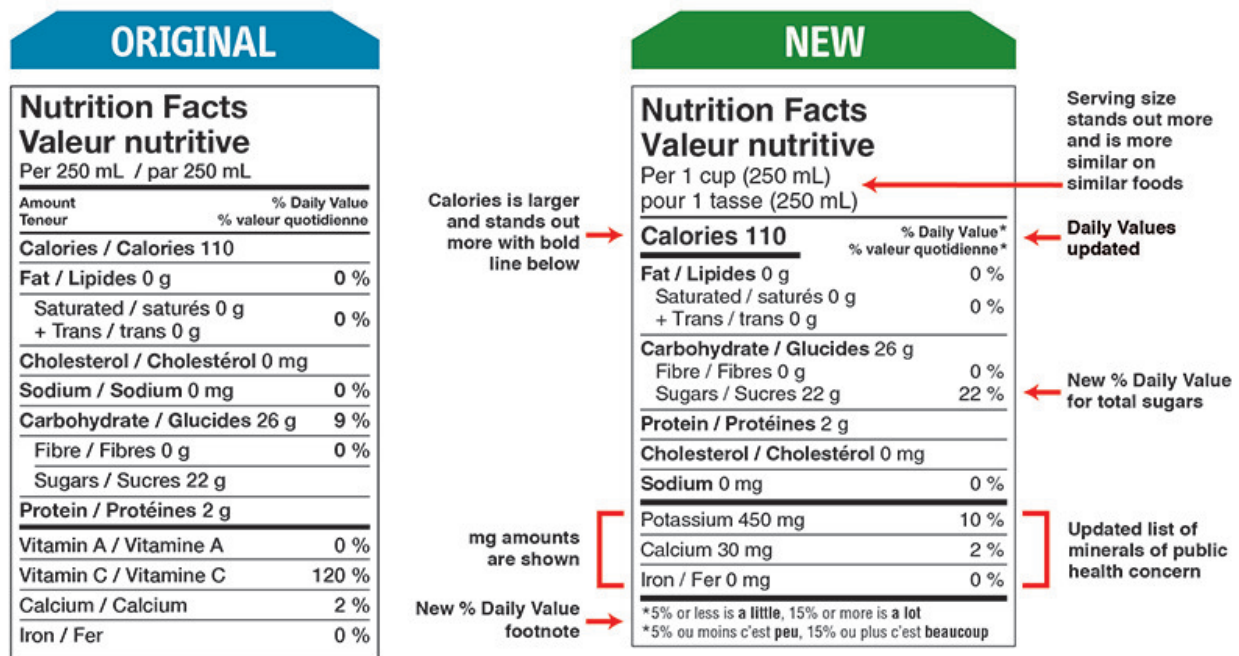 ORIGINAL
Nutrition Facts
Valeur nutritive
Per 250 mL / par 250 mL
Amount % Daily Value
Teneur % valeur quotidienne
Calories / Calories 110
Fat / Lipides 0 g 0 %
Saturated / saturés 0 g
+ Trans / trans 0 g 0 %
Cholesterol / Cholestérol 0 mg
Sodium / Sodium 0 mg 0 %
Carbohydrate / Glucides 26 g 9 %
Fibre / Fibres 0 g 0 %
Sugars / Sucres 22 g
Protein / Protéines 2 g
Vitamin A / Vitamine A 0 %
Vitamin C / Vitamine C 120 %
Calcium / Calcium 2 %
Iron / Fer 0 %
Calories is larger
and stands out
more with bold
line below
mg amounts
are shown
New % Daily Value
footnote
NEW
Nutrition Facts
Valeur nutritive
Per 1 cup (250 mL)
pour 1 tasse (250 mL)
Calories 110 % Daily Value*
% valeur quotidienne*
Fat / Lipides 0 g 0 %
Saturated / saturés 0 g
+ Trans / trans 0 g 0 %
Carbohydrate / Glucides 26 g
Fibre / Fibres 0 g 0 %
Sugars / Sucres 22 g 22 %
Protein / Protéines 2 g
Cholesterol / Cholestérol 0 mg
Sodium 0 mg 0 %
Potassium 450 mg 10 %
Calcium 30 mg 2 %
Iron / Fer 0 mg 0 %
*5% or less is a little, 15% or more is a lot
*5% ou moins c'est peu, 15% ou plus c'est beaucoup
Serving size
stands out more
and is more
similar on
similar foods
Daily Values
updated
New % Daily Value
for total sugars
Updated list of
minerals of public
health concern